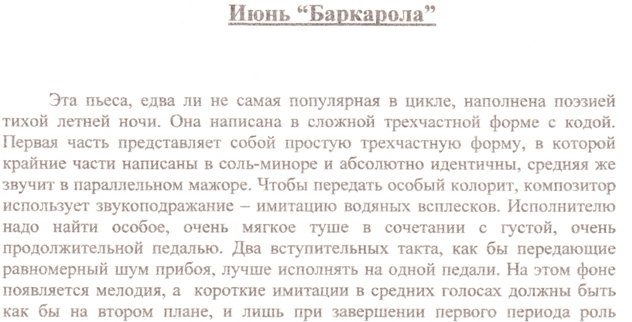 Июнь “Баркарола”
Эта пьеса, едва ли не самая популярная в цикле, наполнена поэзией
тихой летней ночи. Она написана в сложной трехчастной форме с кодой.
Первая часть представляет собой простую трехчастную форму, в которой
крайние части написаны в соль-миноре и абсолютно идентичны, средняя же
звучит в параллельном мажоре. Чтобы передать особый колорит, композитор
использует звукоподражание – имитацию водяных всплесков. Исполнителю
надо найти особое, очень мягкое туше в сочетании с густой, очень
продолжительной педалью. Два вступительных такта, как бы передающие
равномерный шум прибоя, лучше исполнять на одной педали. На этом фоне
появляется мелодия, а короткие имитации в средних голосах должны быть
как бы на втором плане, и лишь при завершении первого периода роль